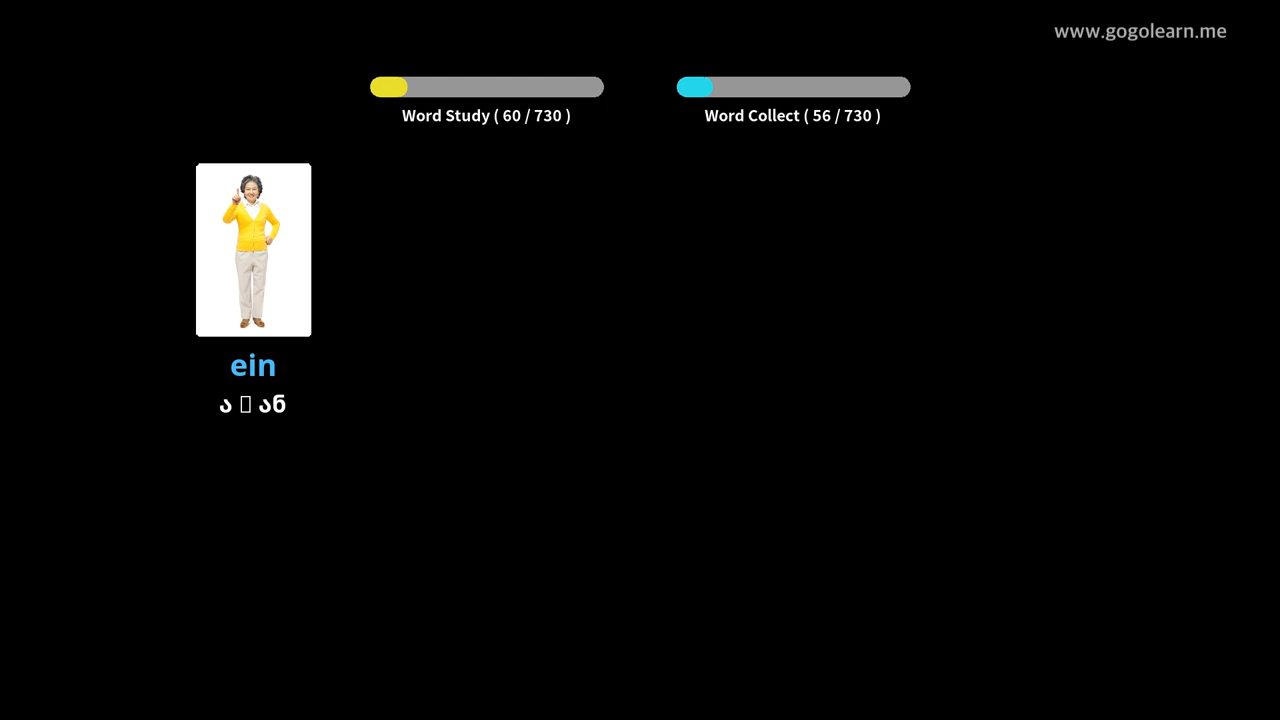 www.gogolearn.me
Word Study ( 60 / 730 )
Word Collect ( 56 / 730 )
ein
ა ან